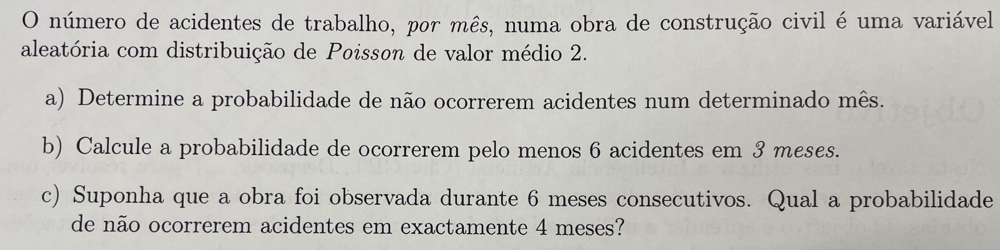 O número de acidentes de trabalho, por mês, numa obra de construção civil é uma variável
aleatória com distribuição de Poisson de valor médio 2.
a) Determine a probabilidade de não ocorrerem acidentes num determinado mês.
b) Calcule a probabilidade de ocorrerem pelo menos 6 acidentes em 3 meses.
c) Suponha que a obra foi observada durante 6 meses consecutivos. Qual a probabilidade
de não ocorrerem acidentes em exactamente 4 meses?